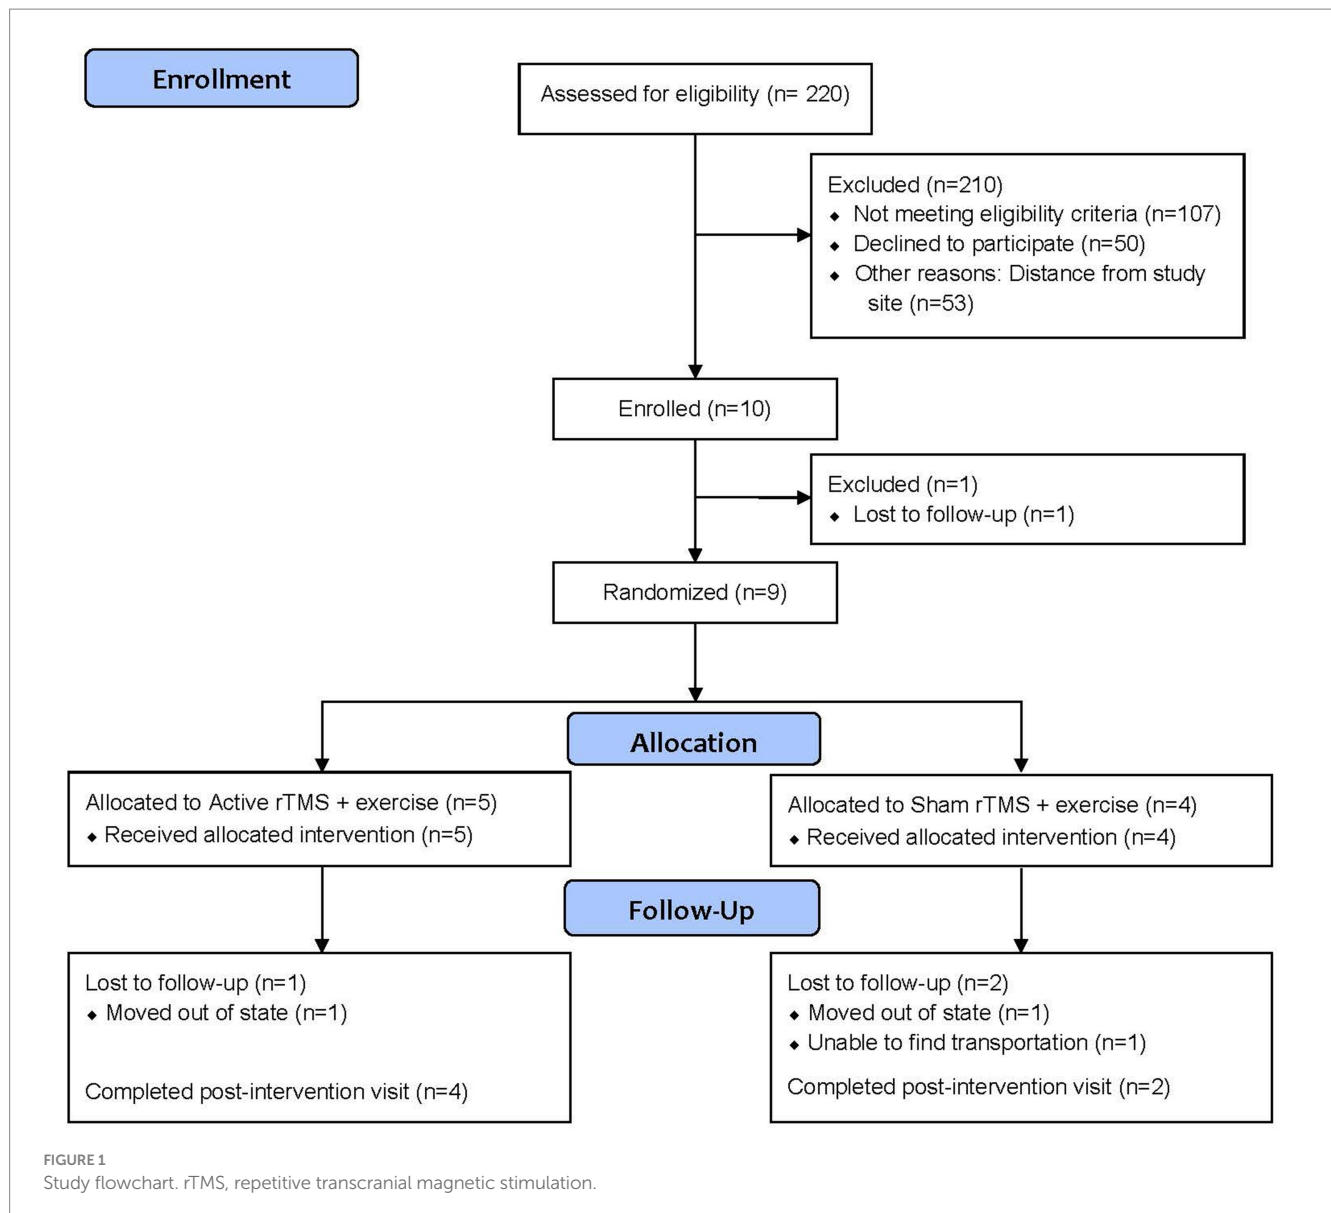 Enrollment
Assessed for eligibility (n= 220)
Excluded (n=210)
⬥ Not meeting eligibility criteria (n=107)
⬥ Declined to participate (n=50)
⬥ Other reasons: Distance from study
site (n=53)
Enrolled (n=10)
Excluded (n=1)
⬥ Lost to follow-up (n=1)
Randomized (n=9)
Allocation
Allocated to Active rTMS + exercise (n=5)
⬥ Received allocated intervention (n=5)
Allocated to Sham rTMS + exercise (n=4)
⬥ Received allocated intervention (n=4)
Follow-Up
Lost to follow-up (n=1)
⬥ Moved out of state (n=1)
Completed post-intervention visit (n=4)
Lost to follow-up (n=2)
⬥ Moved out of state (n=1)
⬥ Unable to find transportation (n=1)
Completed post-intervention visit (n=2)
FIGURE 1
Study flowchart. rTMS, repetitive transcranial magnetic stimulation.